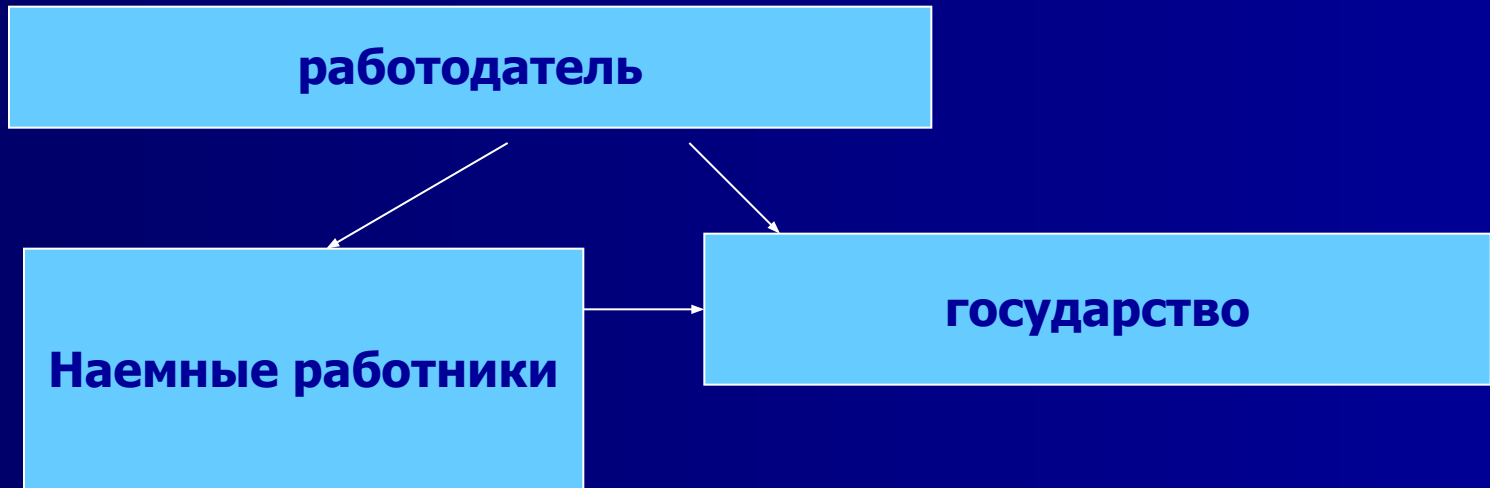 работодатель
государство
Наемные работники